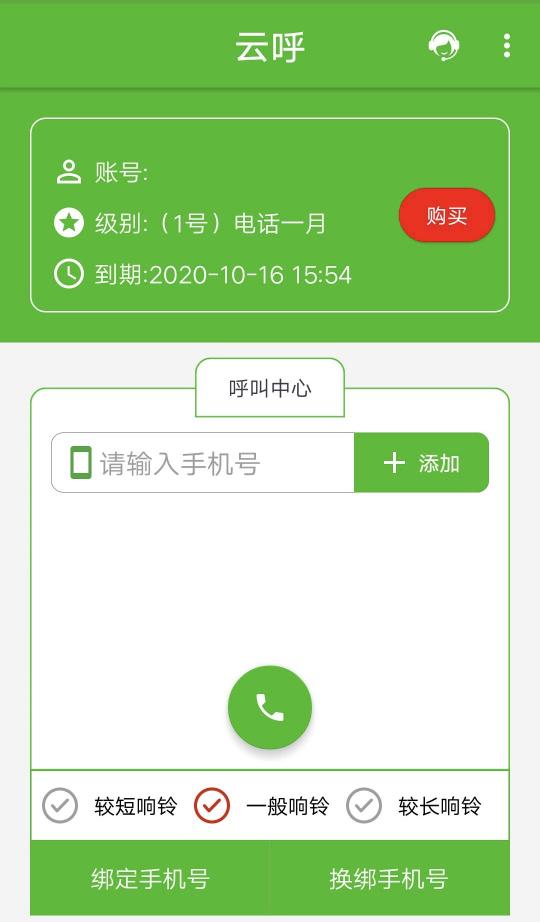 云呼
账号:
级别:（1号）电话一月
购买
到期:2020-10-16 15:54
呼叫中心
请输入手机号
添加
较短响铃 一般响铃 较长响铃
绑定手机号 换绑手机号